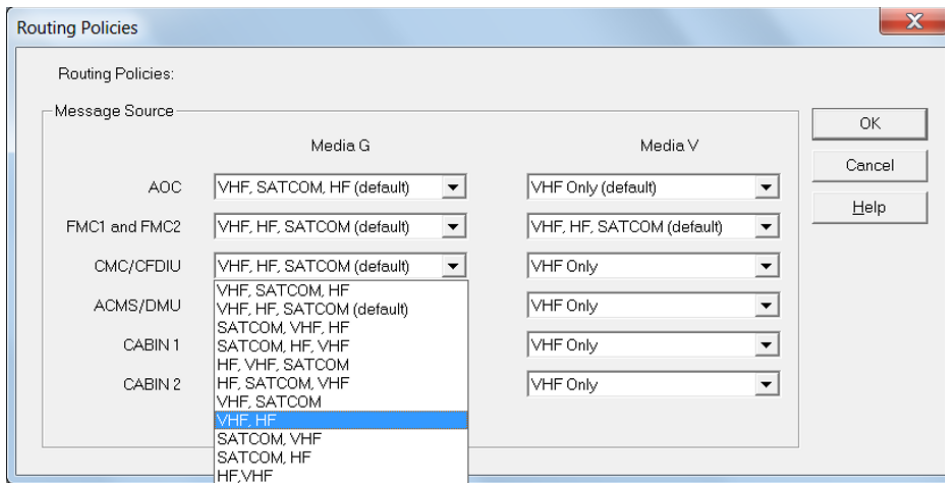 Routing Policies
Routing Policies:
Message Source
Media G Media V
AOC VHF, SATCOM, HF (default) VHF Only (default)
FMC1 and FMC2 VHF, HF, SATCOM (default) VHF, HF, SATCOM (default)
CMC/CFDIU VHF, HF, SATCOM (default) VHF Only
VHF, SATCOM, HF
ACMS/DMU VHF, HF, SATCOM (default) VHF Only
SATCOM, VHF, HF
CABIN 1 SATCOM, HF, VHF VHF Only
HF, VHF, SATCOM
CABIN 2 HF, SATCOM, VHF VHF Only
VHF, SATCOM
VHF, HF
SATCOM, VHF
SATCOM, HF
HF,VHF
OK
Cancel
Help